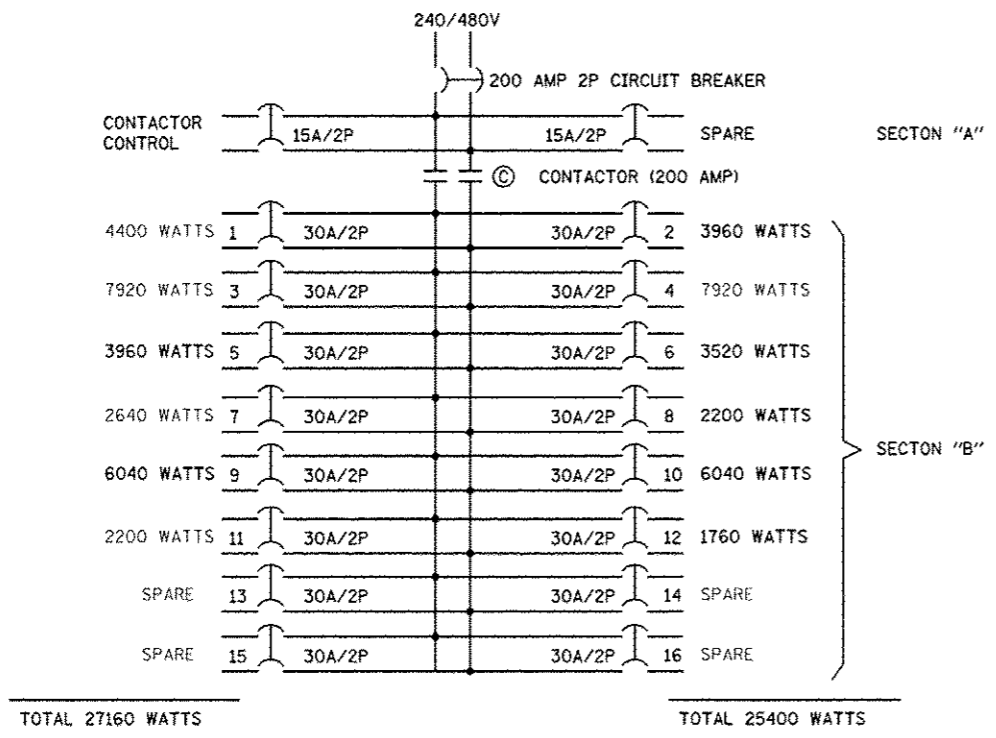 240/480V
200 AMP 2P CIRCUIT BREAKER
CONTACTOR CONTROL 15A/2P 15A/2P SPARE SECTON "A"
C CONTACTOR (200 AMP)
4400 WATTS 1 30A/2P 30A/2P 2 3960 WATTS
7920 WATTS 3 30A/2P 30A/2P 4 7920 WATTS
3960 WATTS 5 30A/2P 30A/2P 6 3520 WATTS
2640 WATTS 7 30A/2P 30A/2P 8 2200 WATTS
6040 WATTS 9 30A/2P 30A/2P 10 6040 WATTS SECTON "B"
2200 WATTS 11 30A/2P 30A/2P 12 1760 WATTS
SPARE 13 30A/2P 30A/2P 14 SPARE
SPARE 15 30A/2P 30A/2P 16 SPARE
TOTAL 27160 WATTS TOTAL 25400 WATTS